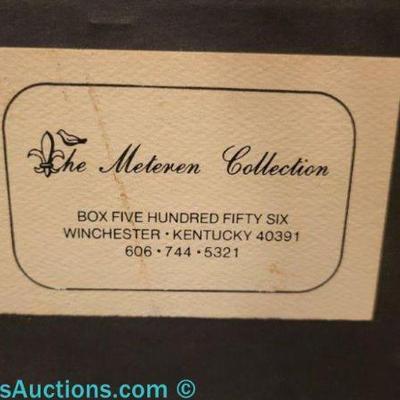 The Meteren Collection
BOX FIVE HUNDRED FIFTY SIX
WINCHESTER · KENTUCKY 40391
606 · 744 · 5321
sAuctions.com ©